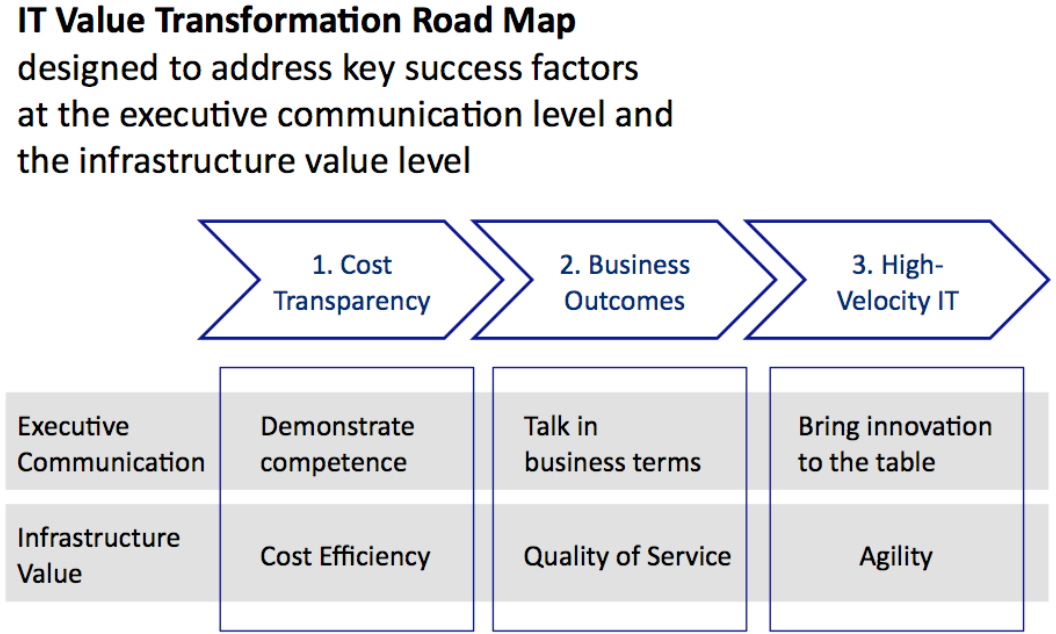 IT Value Transformation Road Map
designed to address key success factors
at the executive communication level and
the infrastructure value level
1. Cost
Transparency
2. Business
Outcomes
3. High-
Velocity IT
Executive
Communication
Demonstrate
competence
Talk in
business terms
Bring innovation
to the table
Infrastructure
Value
Cost Efficiency
Quality of Service
Agility